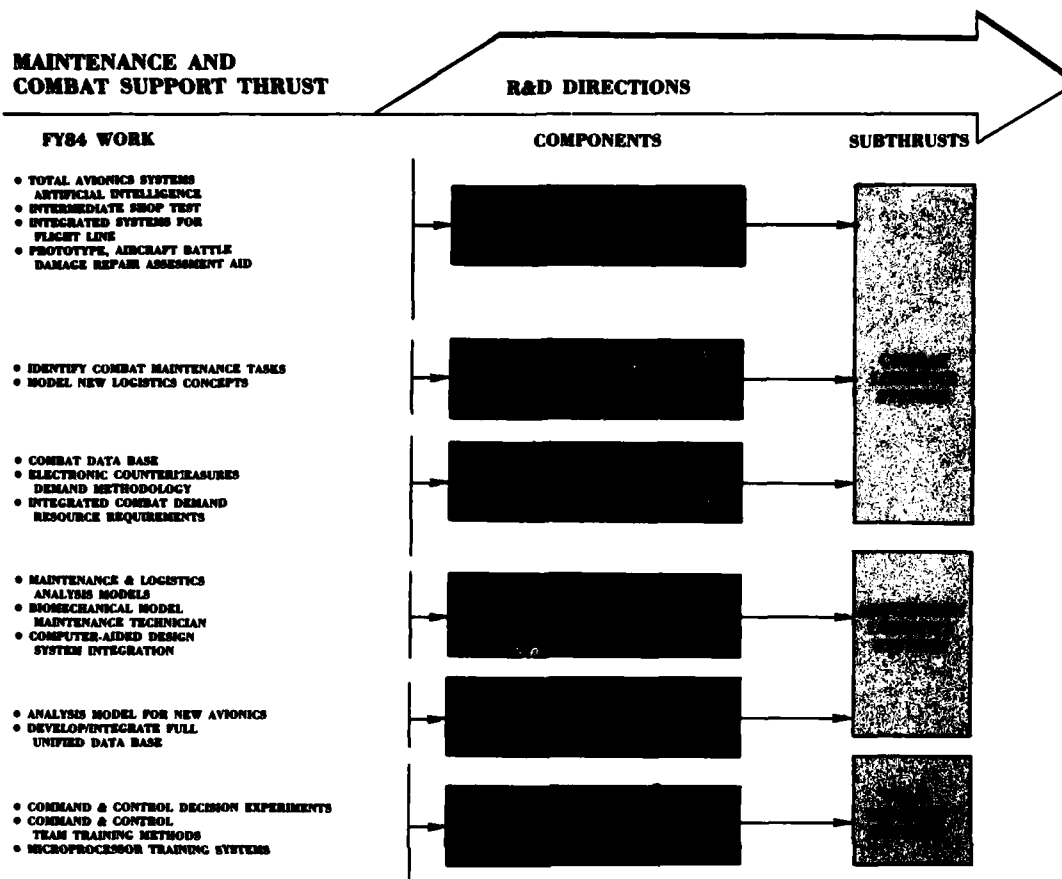 MAINTENANCE AND
COMBAT SUPPORT THRUST
R&D DIRECTIONS
FY84 WORK
COMPONENTS
SUBTHRUSTS
• TOTAL AVIONICS SYSTEMS
ARTIFICIAL INTELLIGENCE
• INTERMEDIATE SHOP TEST
• INTEGRATED SYSTEMS FOR
FLIGHT LINE
• PROTOTYPE, AIRCRAFT BATTLE
DAMAGE REPAIR ASSESSMENT AID
• IDENTIFY COMBAT MAINTENANCE TASKS
• MODEL NEW LOGISTICS CONCEPTS
• COMBAT DATA BASE
• ELECTRONIC COUNTERMEASURES
DEMAND METHODOLOGY
• INTEGRATED COMBAT DEMAND
RESOURCE REQUIREMENTS
• MAINTENANCE & LOGISTICS
ANALYSIS MODELS
• BIOMECHANICAL MODEL
MAINTENANCE TECHNICIAN
• COMPUTER-AIDED DESIGN
SYSTEM INTEGRATION
• ANALYSIS MODEL FOR NEW AVIONICS
• DEVELOP/INTEGRATE FULL
UNIFIED DATA BASE
• COMMAND & CONTROL DECISION EXPERIMENTS
• COMMAND & CONTROL
TEAM TRAINING METHODS
• MICROPROCESSOR TRAINING SYSTEMS